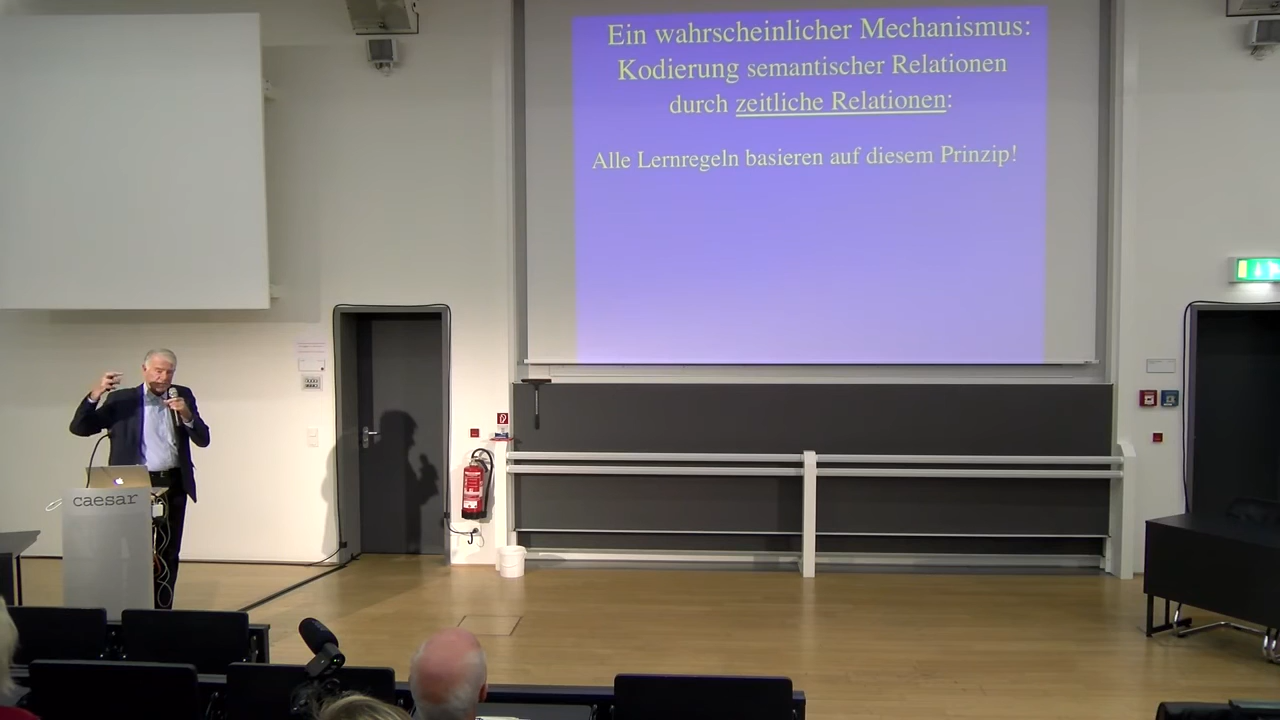 Ein wahrscheinlicher Mechanismus:
Kodierung semantischer Relationen
durch zeitliche Relationen:
Alle Lernregeln basieren auf diesem Prinzip!
caesar